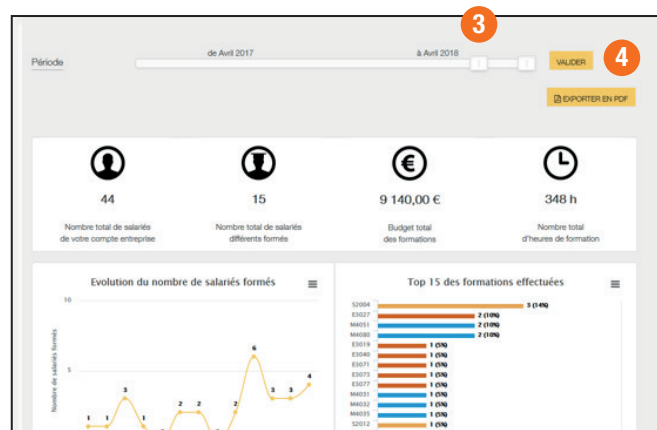 3
de Avril 2017
à Avril 2018
Période
VALIDER
4
EXPORTER EN PDF
44
15
9 140,00 €
348 h
Nombre total de salariés
de votre compte entreprise
Nombre total de salariés
différents formés
Budget total
des formations
Nombre total
d'heures de formation
Evolution du nombre de salariés formés
10
5
Nombre de salariés formés
1
1
3
1
2
2
2
6
3
3
4
Top 15 des formations effectuées
S2004 3 (14%)
E3027 2 (10%)
M4051 2 (10%)
M4080 2 (10%)
E3019 1 (5%)
E3040 1 (5%)
E3071 1 (5%)
E3073 1 (5%)
E3077 1 (5%)
M4031 1 (5%)
M4032 1 (5%)
M4035 1 (5%)
S2012 1 (5%)